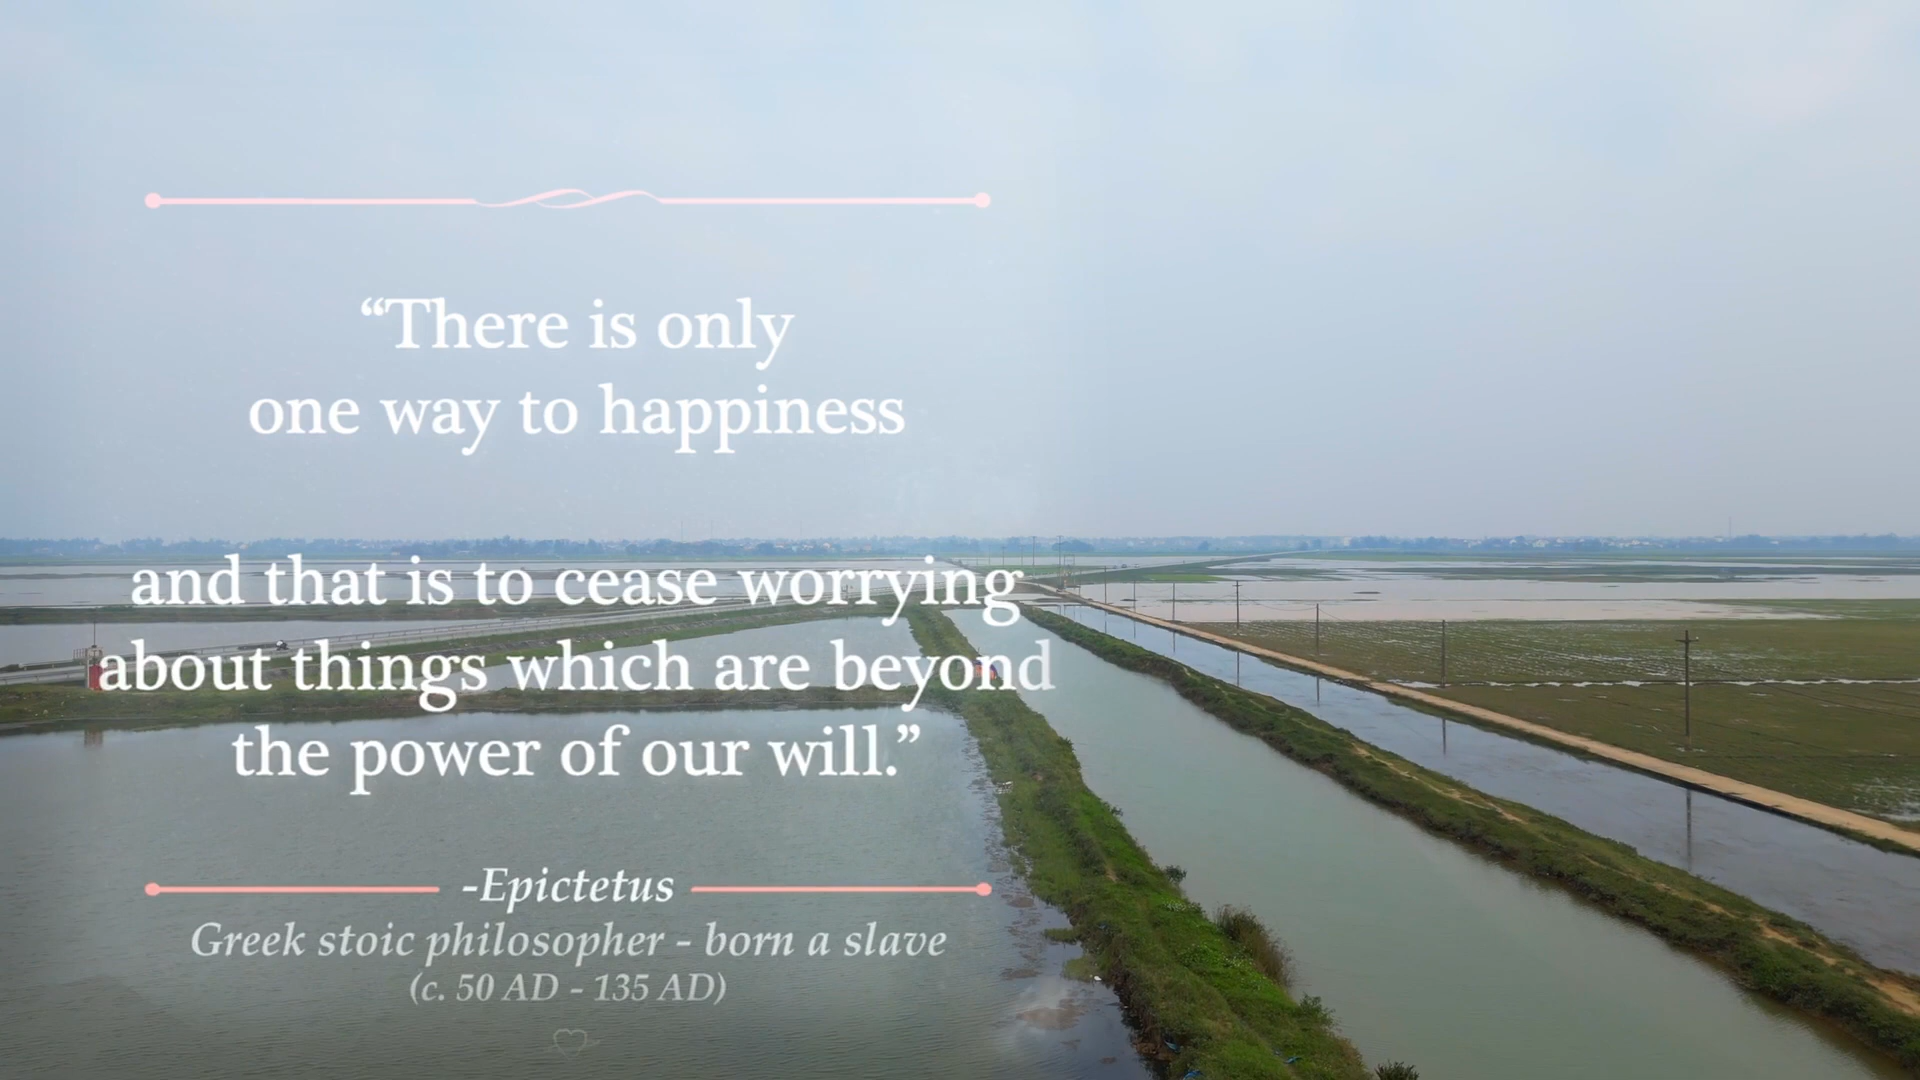 “There is only
one way to happiness
and that is to cease worrying
about things which are beyond
the power of our will.”
-Epictetus
Greek stoic philosopher - born a slave
(c. 50 AD - 135 AD)